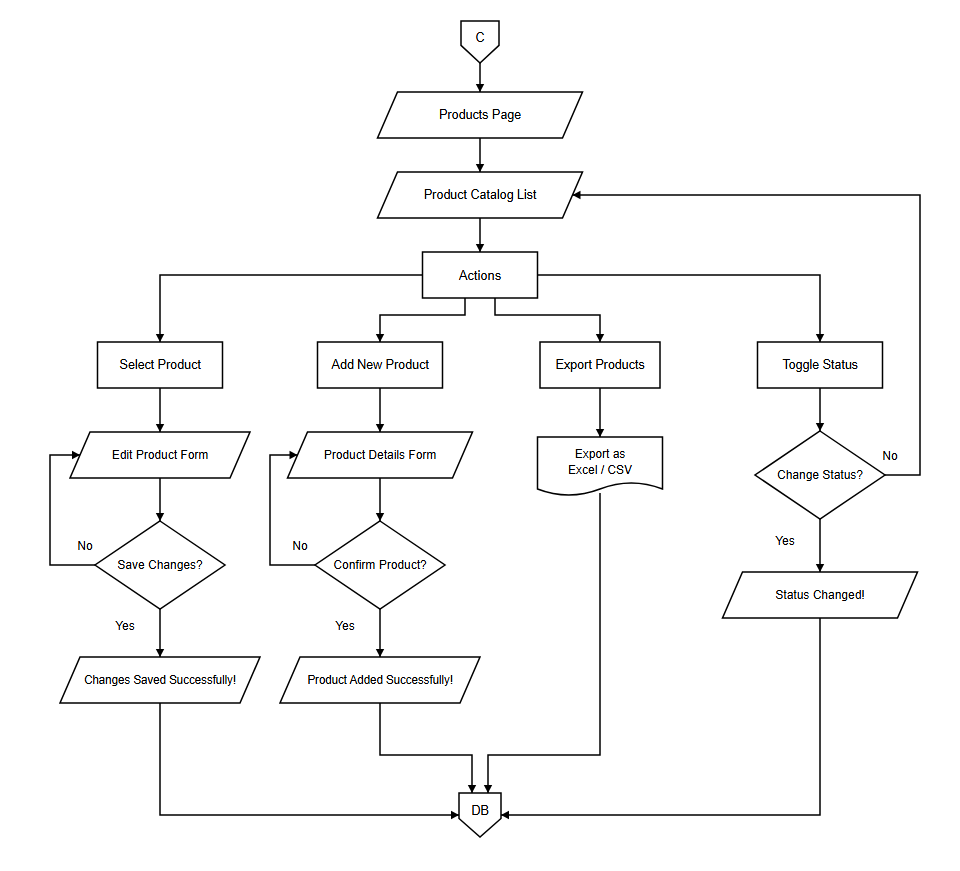 C
Products Page
Product Catalog List
Actions
Select Product
Add New Product
Export Products
Toggle Status
Edit Product Form
Product Details Form
Export as
Excel / CSV
No
Change Status?
No
No
Yes
Save Changes?
Confirm Product?
Status Changed!
Yes
Yes
Changes Saved Successfully!
Product Added Successfully!
DB